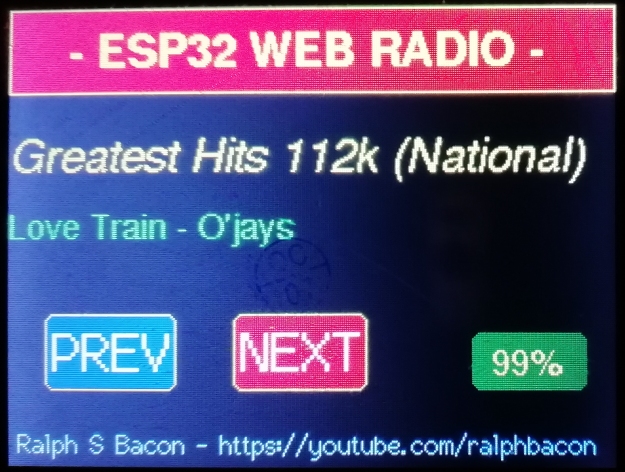 - ESP32 WEB RADIO -
Greatest Hits 112k (National)
Love Train - O'jays
PREV NEXT 99%
Ralph S Bacon - https://youtube.com/ralphbacon